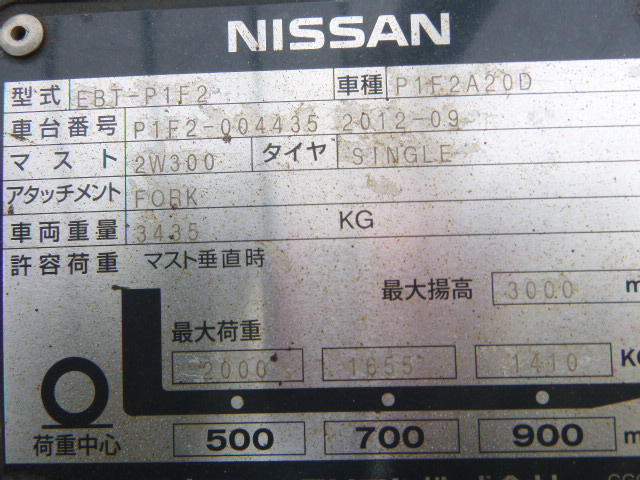 NISSAN
型式 EBT-P1F2 車種 P1F2A20D
車台番号 P1F2-004435 2012-09
マスト 2W300 タイヤ SINGLE
アタッチメント FORK
車両重量 3435 KG
許容荷重 マスト垂直時
最大揚高 3000 m
最大荷重
2000 1655 1410 KG
荷重中心 500 700 900 m